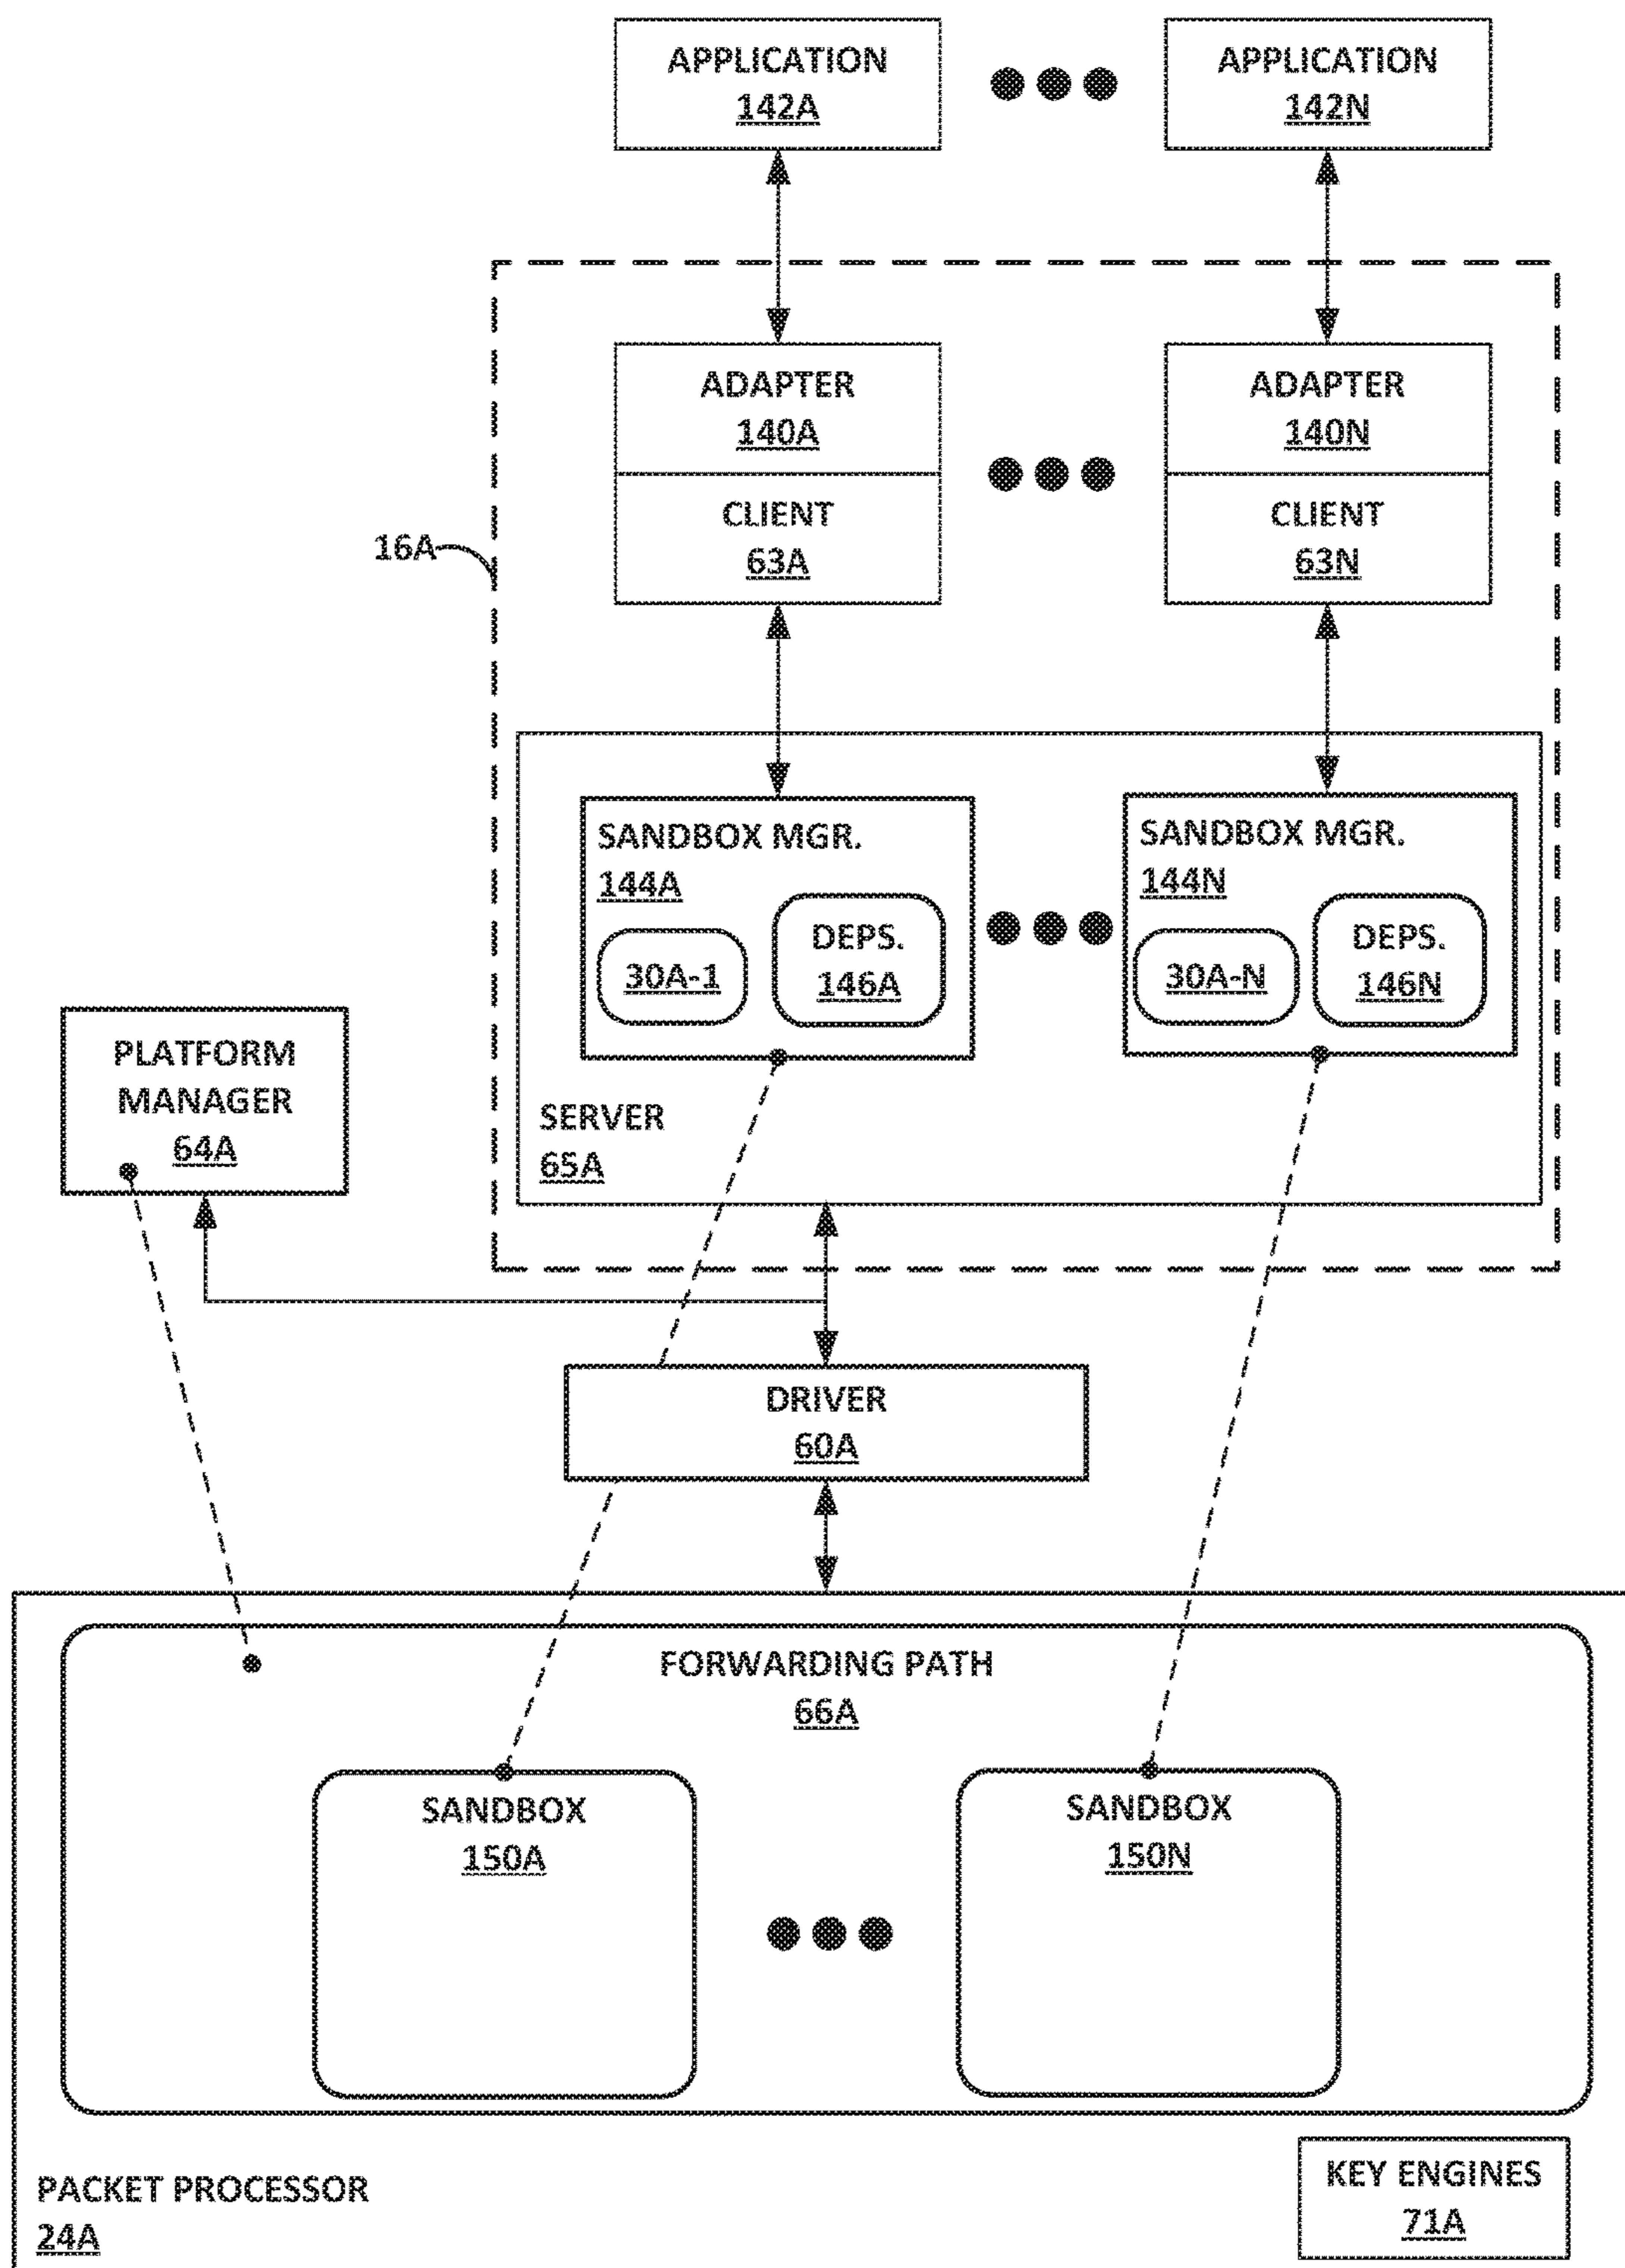 APPLICATION
142A
APPLICATION
142N
ADAPTER
140A
ADAPTER
140N
CLIENT
63A
CLIENT
63N
16A
SANDBOX MGR.
144A
30A-1
DEPS.
146A
SANDBOX MGR.
144N
30A-N
DEPS.
146N
SERVER
65A
PLATFORM
MANAGER
64A
DRIVER
60A
FORWARDING PATH
66A
SANDBOX
150A
SANDBOX
150N
PACKET PROCESSOR
24A
KEY ENGINES
71A